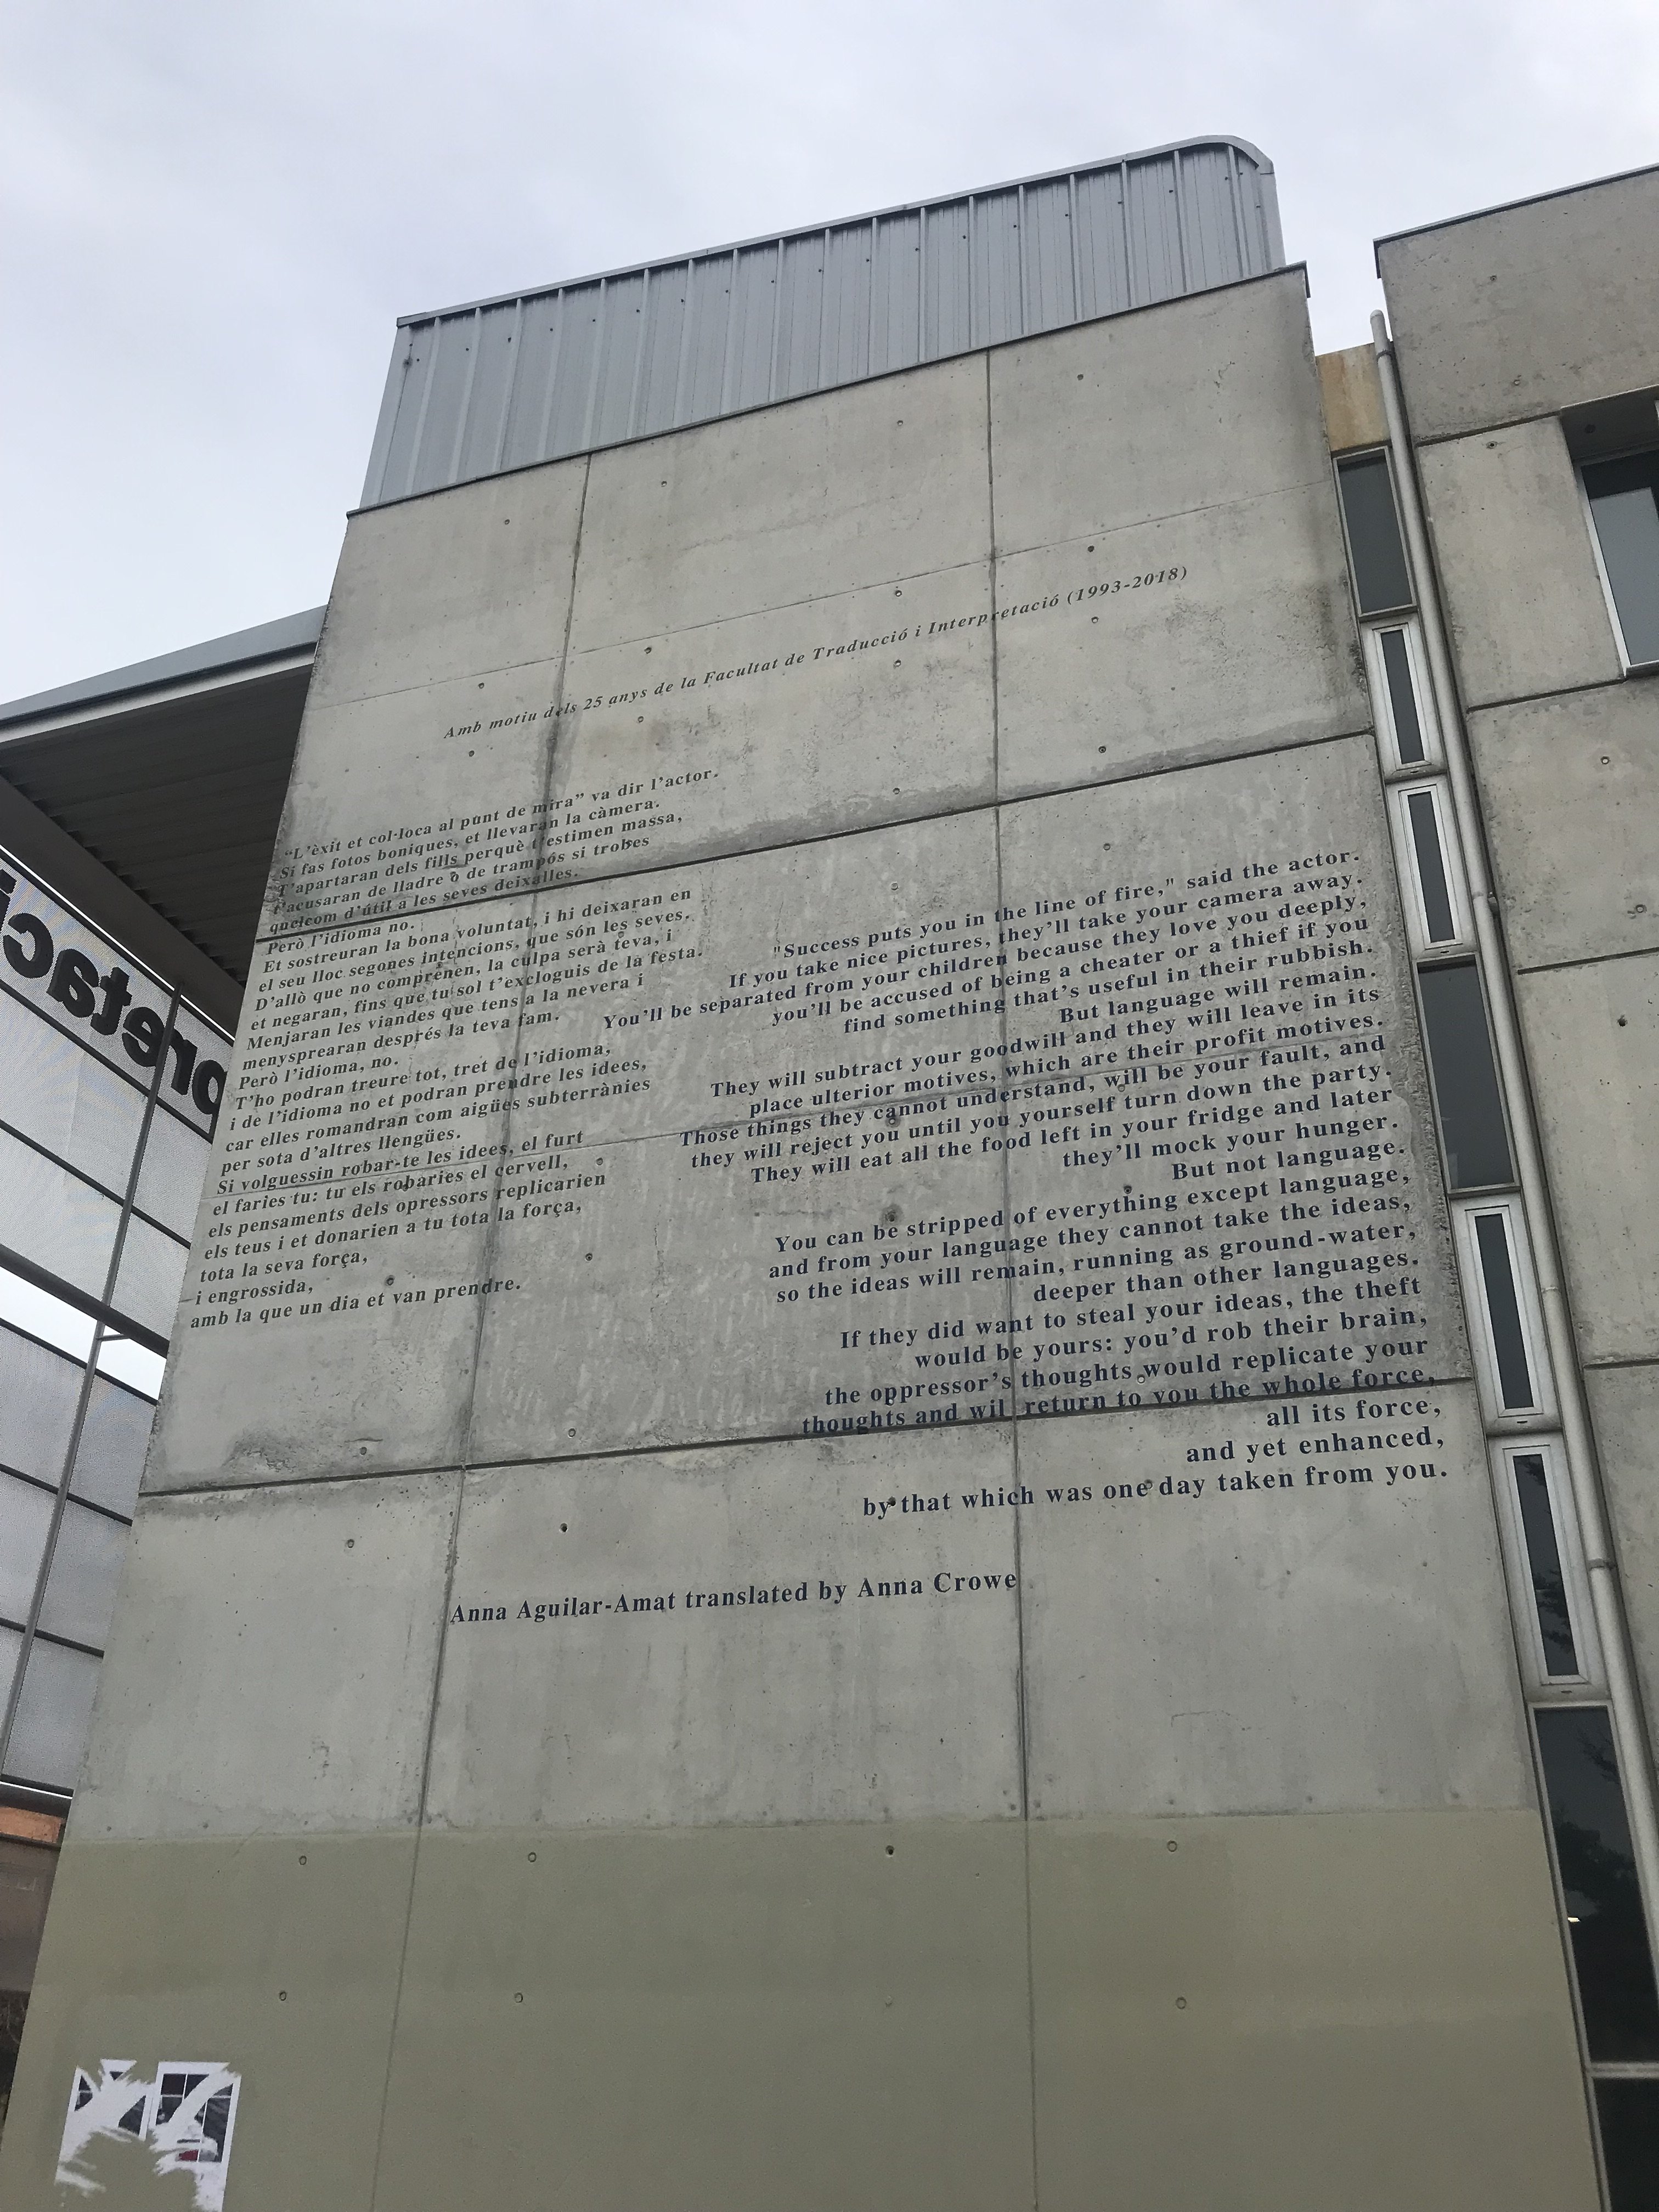 Amb motiu dels 25 anys de la Facultat de Traducció i Interpretació (1993-2018)
“L’èxit et col·loca al punt de mira” va dir l’actor.
Si fas fotos boniques, et llevaran la càmera.
T’apartaran dels fills perquè t’estimen massa,
t’acusaran de lladre o de trampós si trobes
quelcom d’útil a les seves deixalles.
Però l’idioma no.
Et sostreuran la bona voluntat, i hi deixaran en
el seu lloc segones intencions, que són les seves.
D’allò que no comprenen, la culpa serà teva, i
et negaran, fins que tu sol t’excloguis de la festa.
Menjaran les viandes que tens a la nevera i
menysprearan després la teva fam.
Però l’idioma, no.
T’ho podran treure tot, tret de l’idioma,
i de l’idioma no et podran prendre les idees,
car elles romandran com aigües subterrànies
per sota d’altres llengües.
Si volguessin robar-te les idees, el furt
el faries tu: tu els robaries el cervell,
els pensaments dels opressors replicarien
els teus i et donarien a tu tota la força,
tota la seva força,
i engrossida,
amb la que un dia et van prendre.
"Success puts you in the line of fire," said the actor.
If you take nice pictures, they’ll take your camera away.
You’ll be separated from your children because they love you deeply,
you’ll be accused of being a cheater or a thief if you
find something that’s useful in their rubbish.
But language will remain.
They will subtract your goodwill and they will leave in its
place ulterior motives, which are their profit motives.
Those things they cannot understand, will be your fault, and
they will reject you until you yourself turn down the party.
They will eat all the food left in your fridge and later
they’ll mock your hunger.
But not language.
You can be stripped of everything except language,
and from your language they cannot take the ideas,
so the ideas will remain, running as ground-water,
deeper than other languages.
If they did want to steal your ideas, the theft
would be yours: you’d rob their brain,
the oppressor’s thoughts would replicate your
thoughts and wil return to you the whole force,
all its force,
and yet enhanced,
by that which was one day taken from you.
Anna Aguilar-Amat translated by Anna Crowe
pretaci